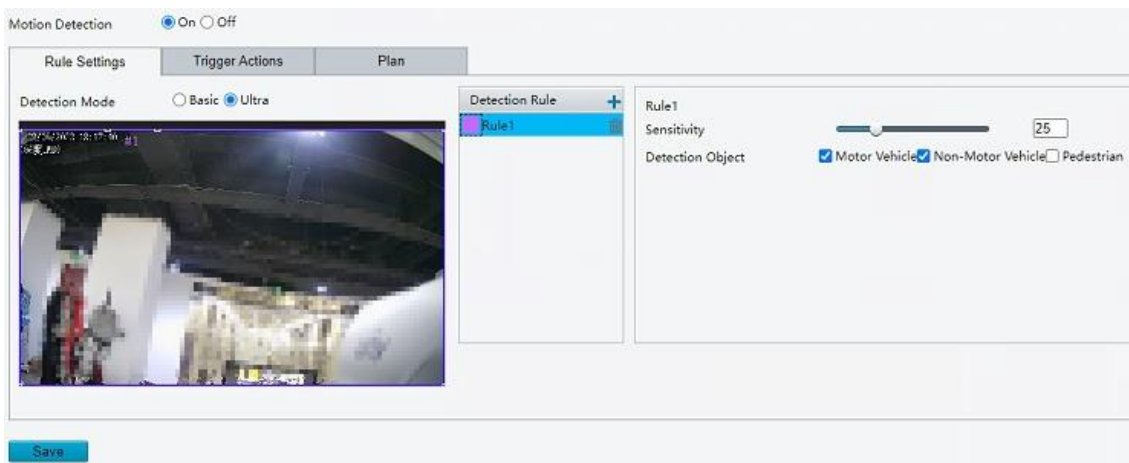 Motion Detection On Off
Rule Settings Trigger Actions Plan
Detection Mode Basic Ultra
Detection Rule +
Rule1
#1
Rule1
Sensitivity 25
Detection Object Motor Vehicle Non-Motor Vehicle Pedestrian
Save